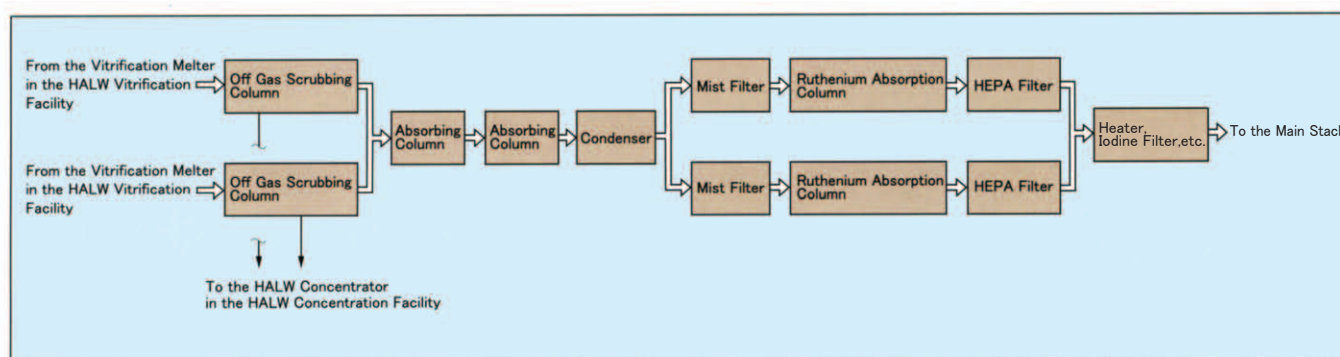 From the Vitrification Melter
in the HALW Vitrification
Facility
Off Gas Scrubbing
Column
From the Vitrification Melter
in the HALW Vitrification
Facility
Off Gas Scrubbing
Column
To the HALW Concentrator
in the HALW Concentration Facility
Absorbing
Column
Absorbing
Column
Condenser
Mist Filter
Ruthenium Absorption
Column
HEPA Filter
Mist Filter
Ruthenium Absorption
Column
HEPA Filter
Heater,
Iodine Filter,etc.
To the Main Stack